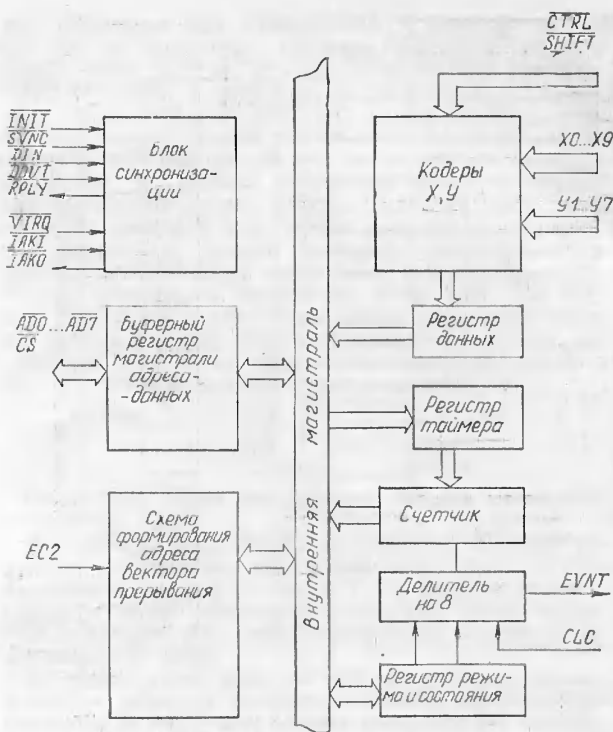 CTRL
SHIFT
INIT
SYNC
DIN
DOUT
RPLY
VIRQ
IAKI
IAKO
Блок
синхрониза-
ции
Кодеры
X, У
X0...X9
У1...У7
AD0...AD7
CS
Буферный
регистр
магистрали
адреса-
-данных
Внутренняя магистраль
Регистр
данных
Регистр
таймера
Счетчик
EC2
Схема
формирования
адреса
вектора
прерывания
Делитель
на 8
EVNT
CLC
Регистр режи-
ма и состояния